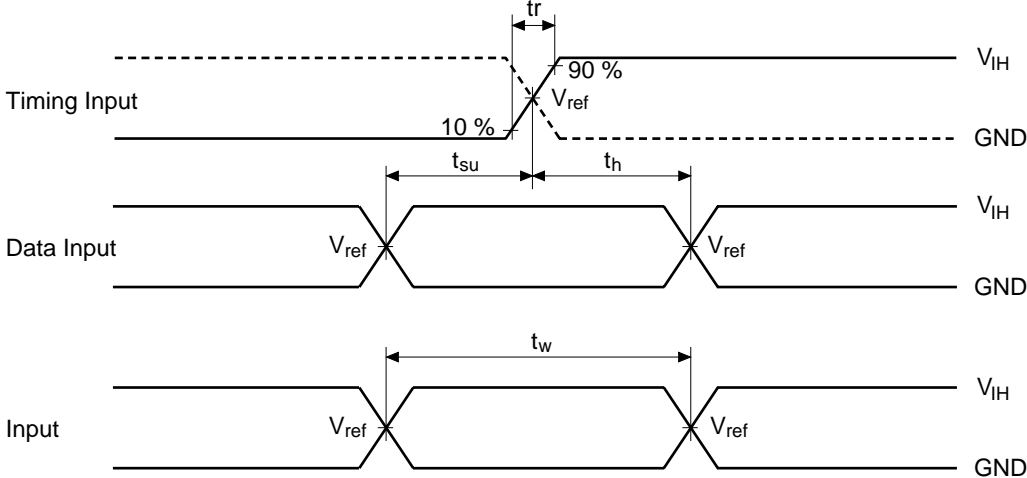 tr
V_IH
90 %
Timing Input
V_ref
10 %
GND
t_su
t_h
V_IH
Data Input
V_ref
V_ref
GND
t_w
V_IH
Input
V_ref
V_ref
GND